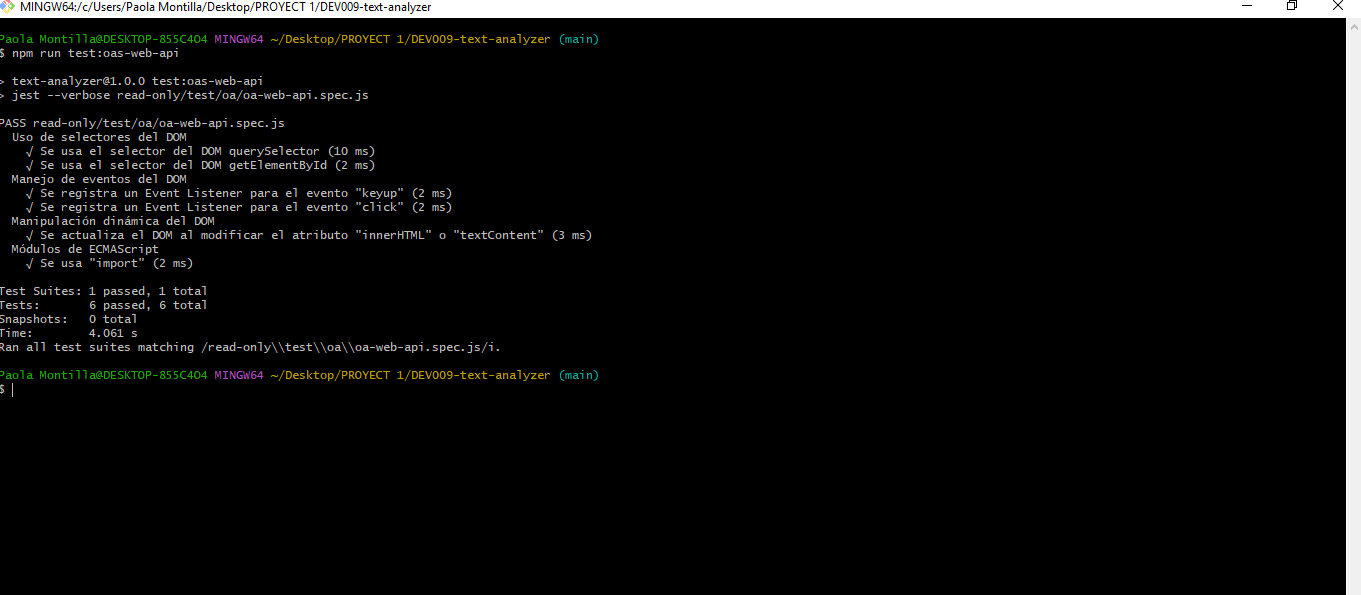 MINGW64:/c/Users/Paola Montilla/Desktop/PROYECT 1/DEV009-text-analyzer
Paola Montilla@DESKTOP-855C4O4 MINGW64 ~/Desktop/PROYECT 1/DEV009-text-analyzer (main)
$ npm run test:oas-web-api
> text-analyzer@1.0.0 test:oas-web-api
> jest --verbose read-only/test/oa/oa-web-api.spec.js
PASS read-only/test/oa/oa-web-api.spec.js
Uso de selectores del DOM
√ Se usa el selector del DOM querySelector (10 ms)
√ Se usa el selector del DOM getElementById (2 ms)
Manejo de eventos del DOM
√ Se registra un Event Listener para el evento "keyup" (2 ms)
√ Se registra un Event Listener para el evento "click" (2 ms)
Manipulación dinámica del DOM
√ Se actualiza el DOM al modificar el atributo "innerHTML" o "textContent" (3 ms)
Módulos de ECMAScript
√ Se usa "import" (2 ms)
Test Suites: 1 passed, 1 total
Tests:       6 passed, 6 total
Snapshots:   0 total
Time:        4.061 s
Ran all test suites matching /read-only\\test\\oa\\oa-web-api.spec.js/i.
Paola Montilla@DESKTOP-855C4O4 MINGW64 ~/Desktop/PROYECT 1/DEV009-text-analyzer (main)
$